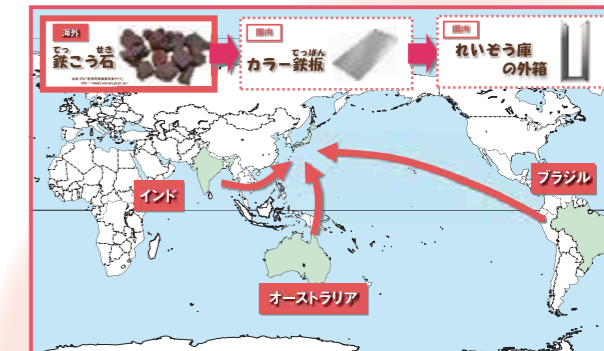 海外
てっ せき
鉄こう石
国内
てっぱん
カラー鉄板
国内
れいぞう庫
の外箱
インド
オーストラリア
ブラジル